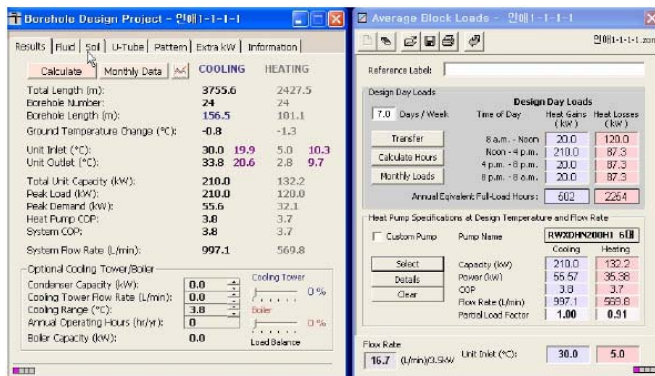 Borehole Design Project - 인애1-1-1-1
Results Fluid Soil U-Tube Pattern Extra kW Information
Calculate Monthly Data COOLING HEATING
Total Length (m): 3755.6 2427.5
Borehole Number: 24 24
Borehole Length (m): 156.5 101.1
Ground Temperature Change (°C): -0.8 -1.3
Unit Inlet (°C): 30.0 19.9 5.0 10.3
Unit Outlet (°C): 33.8 20.6 2.8 9.7
Total Unit Capacity (kW): 210.0 132.2
Peak Load (kW): 210.0 120.0
Peak Demand (kW): 55.6 32.1
Heat Pump COP: 3.8 3.7
System COP: 3.8 3.7
System Flow Rate (L/min): 997.1 569.8
Optional Cooling Tower/Boiler
Condenser Capacity (kW): 0.0 Cooling Tower
Cooling Tower Flow Rate (L/min): 0.0 0 %
Cooling Range (°C): 3.8 Boiler
Annual Operating Hours (hr/yr): 0 0 %
Boiler Capacity (kW): 0.0 Load Balance
Average Block Loads - 인애1-1-1-1
인애1-1-1-1.zon
Reference Label:
Design Day Loads
Design Day Loads
7.0 Days / Week Time of Day Heat Gains Heat Losses
(kW) (kW)
Transfer 8 a.m. - Noon 20.0 120.0
Calculate Hours Noon - 4 p.m. 210.0 87.3
4 p.m. - 8 p.m. 20.0 87.3
Monthly Loads 8 p.m. - 8 a.m. 20.0 87.3
Annual Equivalent Full-Load Hours: 602 2264
Heat Pump Specifications at Design Temperature and Flow Rate
Custom Pump Pump Name RWXDHN200H1
Cooling Heating
Select Capacity (kW) 210.0 132.2
Details Power (kW) 55.57 35.38
Clear COP 3.8 3.7
Flow Rate (L/min) 997.1 569.8
Partial Load Factor 1.00 0.91
Flow Rate
16.7 (L/min)/3.5kW Unit Inlet (°C): 30.0 5.0